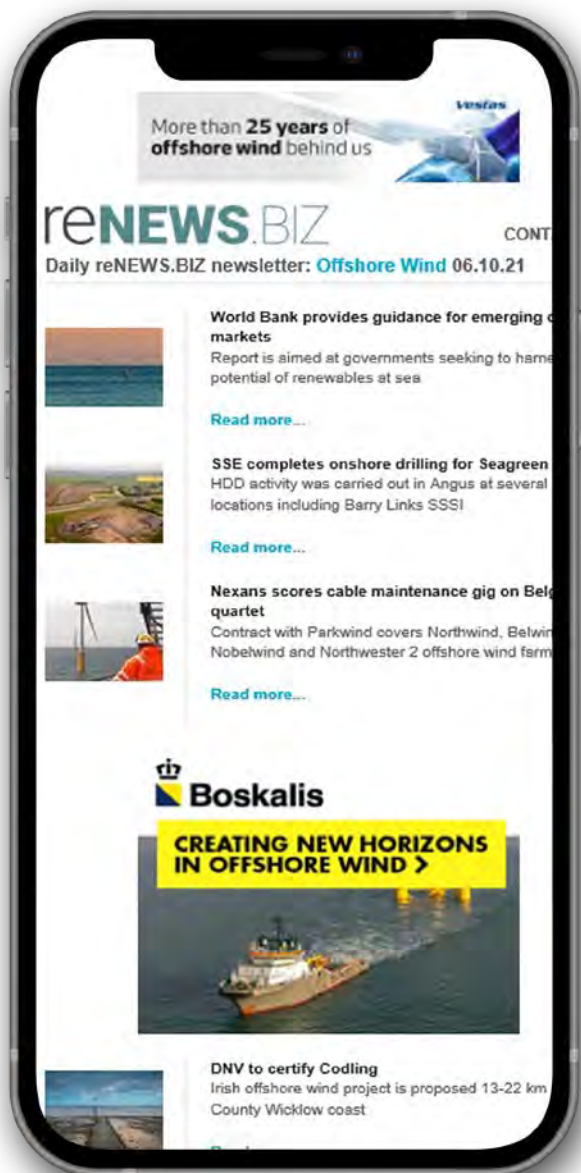 vestas
More than 25 years of
offshore wind behind us
reNEWS.BIZ
CONT
Daily reNEWS.BIZ newsletter: Offshore Wind 06.10.21
World Bank provides guidance for emerging
markets
Report is aimed at governments seeking to harne
potential of renewables at sea
Read more...
SSE completes onshore drilling for Seagreen
HDD activity was carried out in Angus at several
locations including Barry Links SSSI
Read more...
Nexans scores cable maintenance gig on Belg
quartet
Contract with Parkwind covers Northwind, Belwin
Nobelwind and Northwester 2 offshore wind farm
Read more...
Boskalis
CREATING NEW HORIZONS
IN OFFSHORE WIND >
DNV to certify Codling
Irish offshore wind project is proposed 13-22 km
County Wicklow coast